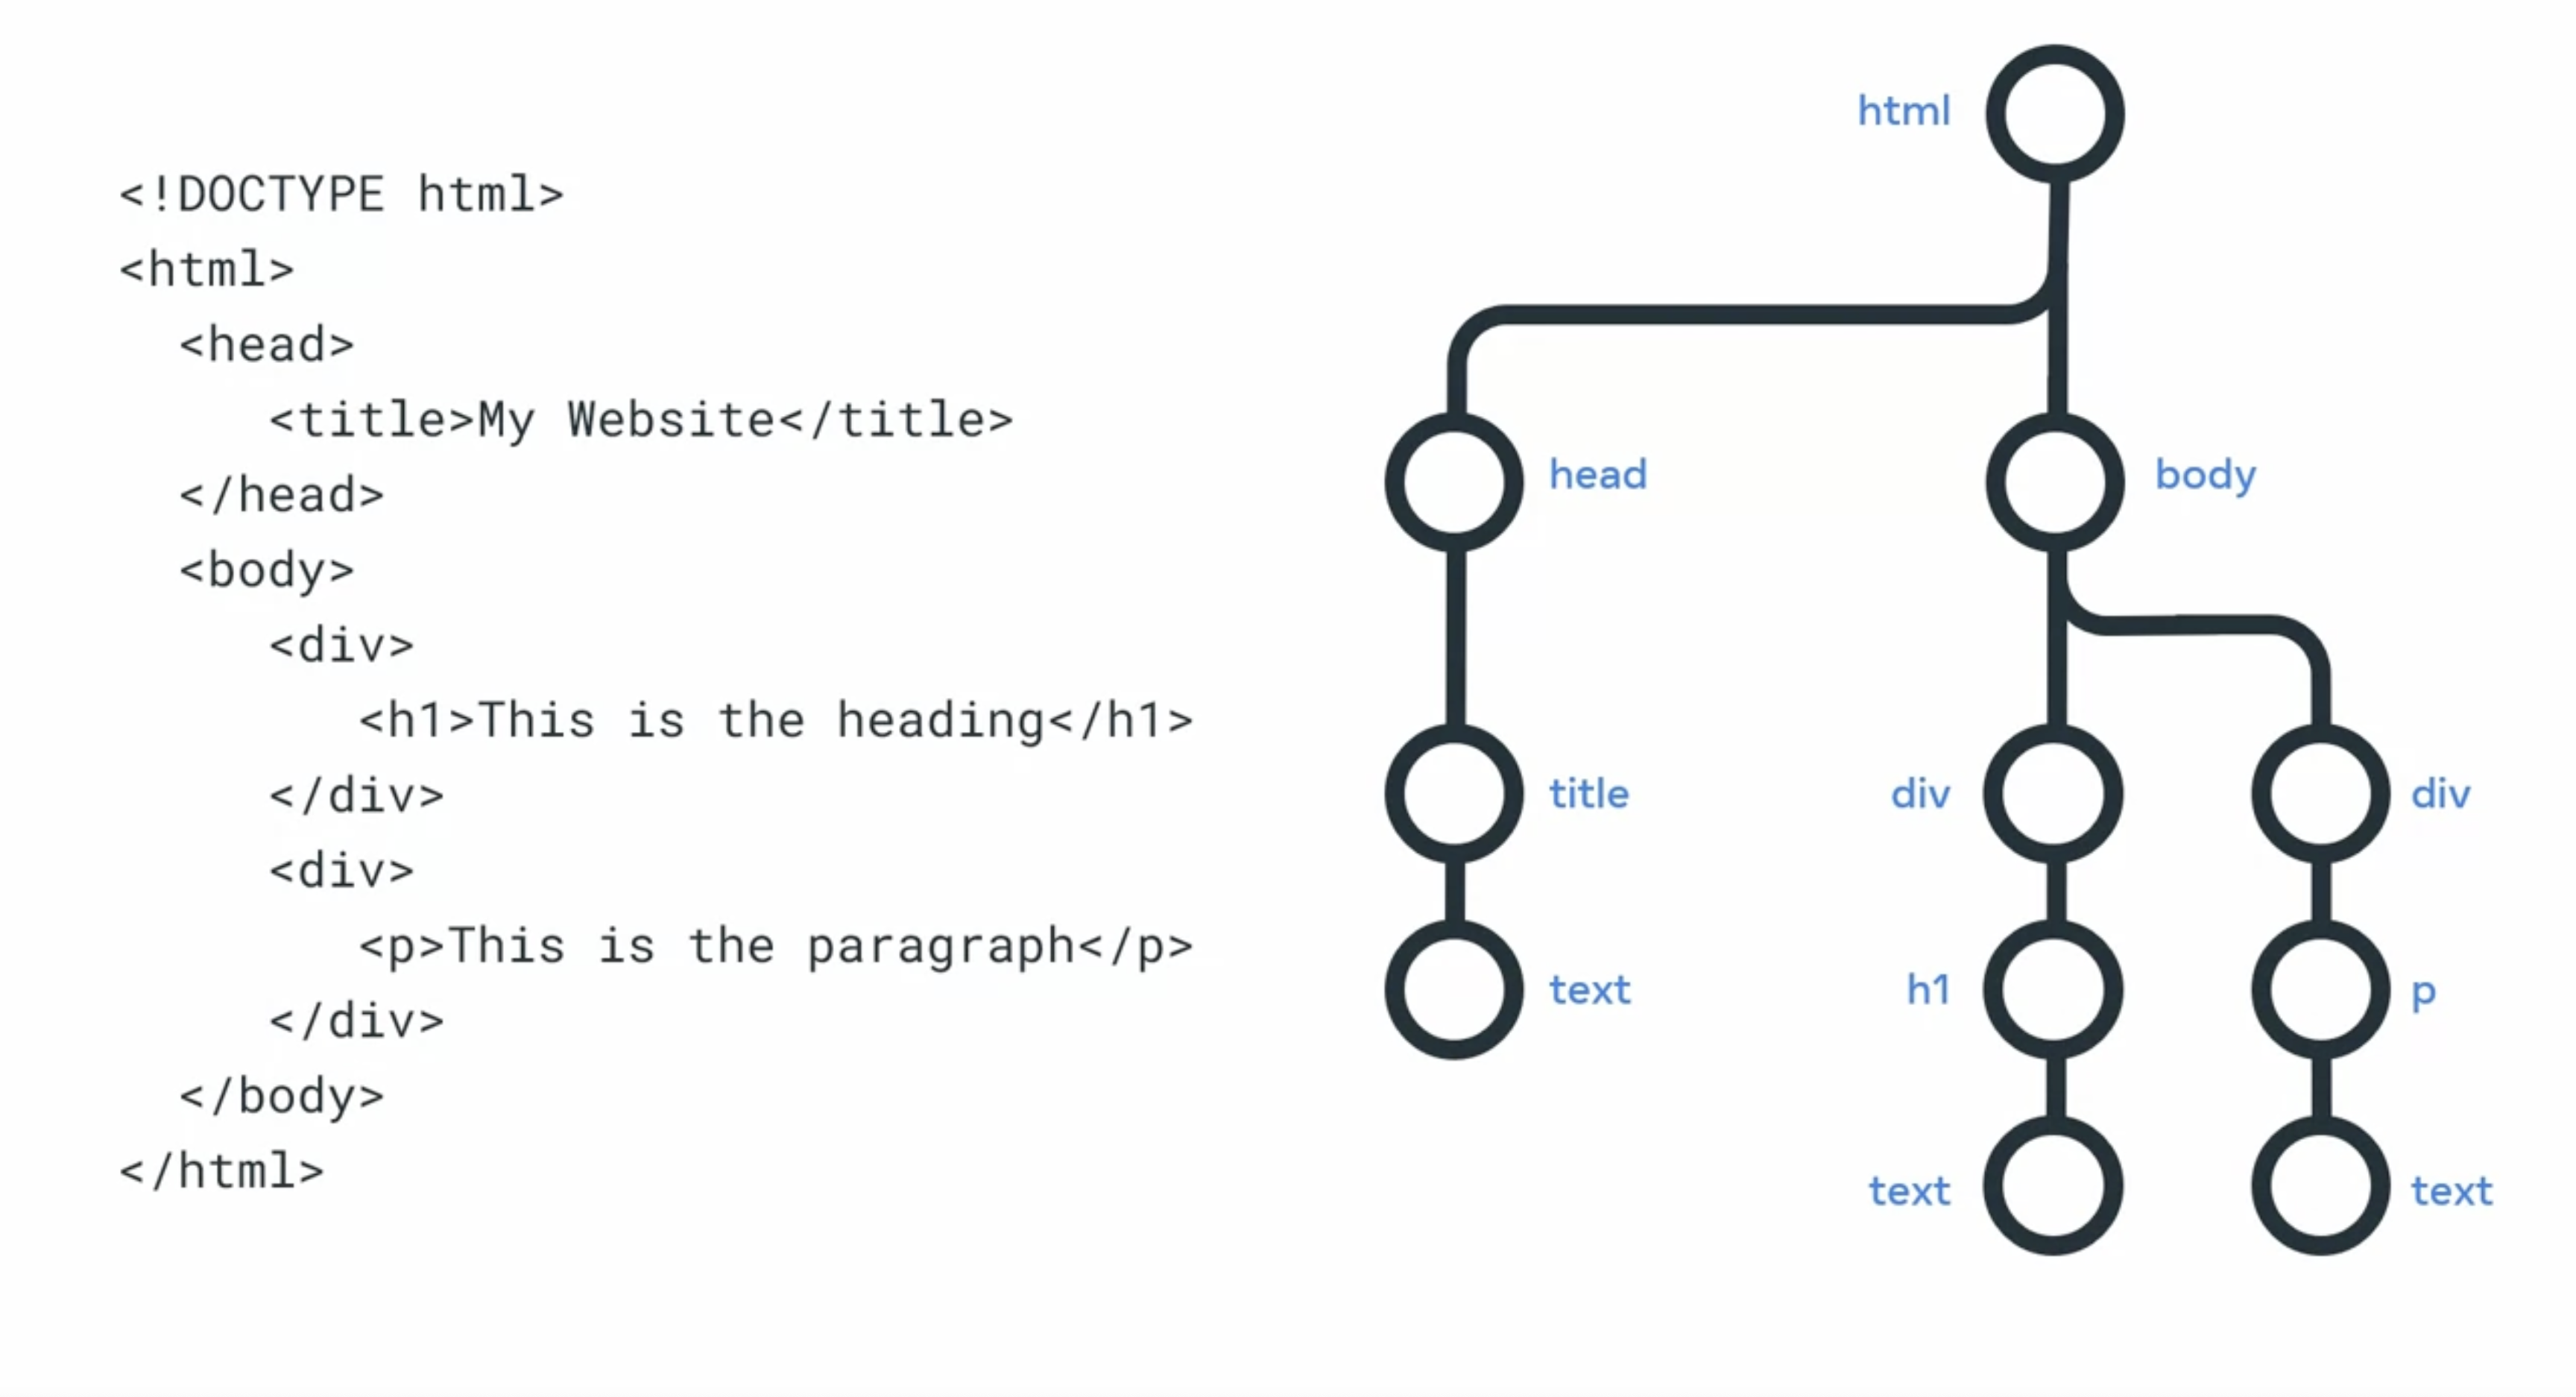 <!DOCTYPE html>
<html>
<head>
<title>My Website</title>
</head>
<body>
<div>
<h1>This is the heading</h1>
</div>
<div>
<p>This is the paragraph</p>
</div>
</body>
</html>
html
head
body
title
div
div
text
h1
p
text
text